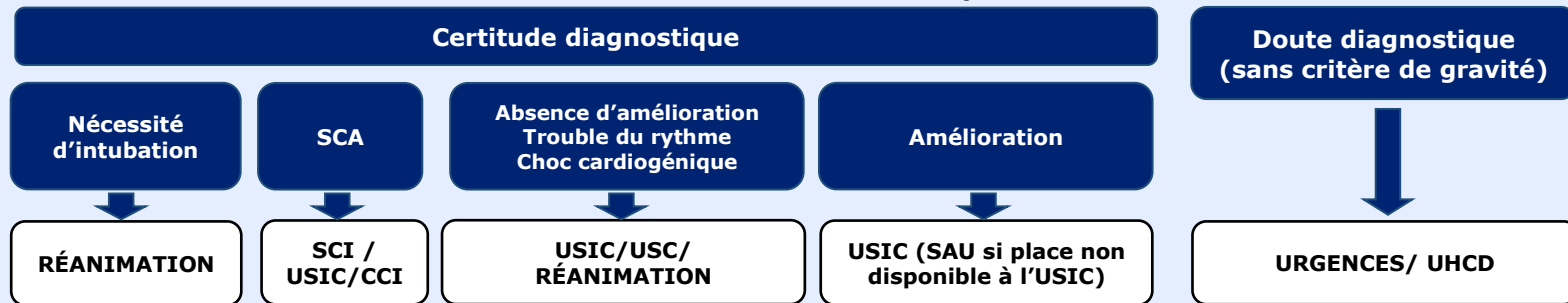 Certitude diagnostique
Doute diagnostique
(sans critère de gravité)
Nécessité
d’intubation
SCA
Absence d’amélioration
Trouble du rythme
Choc cardiogénique
Amélioration
RÉANIMATION
SCI /
USIC/CCI
USIC/USC/
RÉANIMATION
USIC (SAU si place non
disponible à l’USIC)
URGENCES/ UHCD